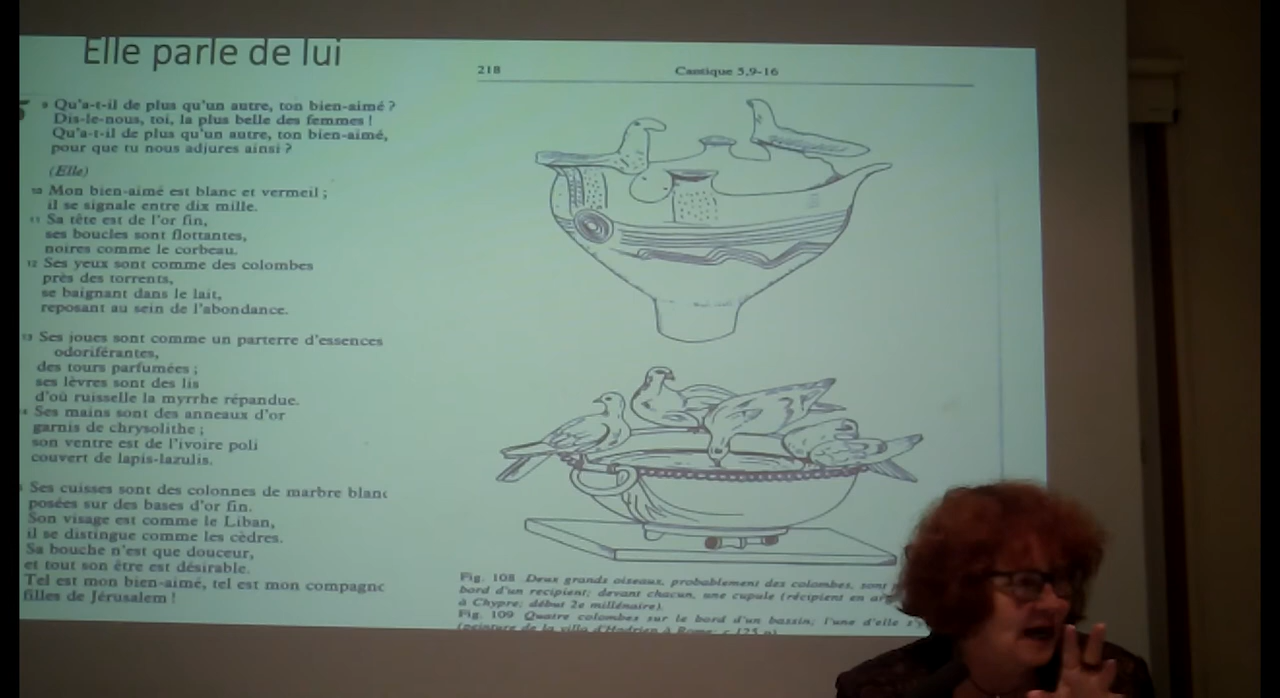 Elle parle de lui
9 Qu'a-t-il de plus qu'un autre, ton bien-aimé ?
Dis-le-nous, toi, la plus belle des femmes !
Qu'a-t-il de plus qu'un autre, ton bien-aimé,
pour que tu nous adjures ainsi ?
(Elle)
10 Mon bien-aimé est blanc et vermeil ;
il se signale entre dix mille.
11 Sa tête est de l'or fin,
ses boucles sont flottantes,
noires comme le corbeau.
12 Ses yeux sont comme des colombes
près des torrents,
se baignant dans le lait,
reposant au sein de l'abondance.
13 Ses joues sont comme un parterre d'essences
odoriférantes,
des tours parfumées ;
ses lèvres sont des lis
d'où ruisselle la myrrhe répandue.
Ses mains sont des anneaux d'or
garnis de chrysolithe ;
son ventre est de l'ivoire poli
couvert de lapis-lazulis.
Ses cuisses sont des colonnes de marbre blanc
posées sur des bases d'or fin.
Son visage est comme le Liban,
il se distingue comme les cèdres.
Sa bouche n'est que douceur,
et tout son être est désirable.
Tel est mon bien-aimé, tel est mon compagno
filles de Jérusalem !
218 Cantique 5,9-16
Fig. 108 Deux grands oiseaux, probablement des colombes, sont
bord d'un recipient; devant chacun, une cupule (récipient en
à Chypre; début 2e millénaire).
Fig. 109 Quatre colombes sur le bord d'un bassin; l'une d'elle
(peinture de la villa d'Hadrien à Rome; c 125